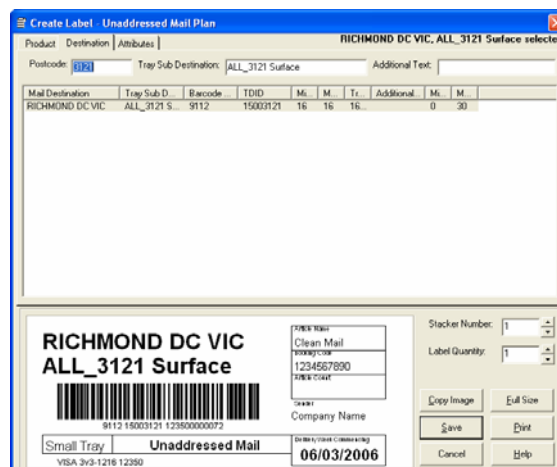 Create Label - Unaddressed Mail Plan
Product Destination Attributes RICHMOND DC VIC, ALL_3121 Surface selecte
Postcode: 3121 Tray Sub Destination: ALL_3121 Surface Additional Text:
Mail Destination Tray Sub D... Barcode ... TDID Mi... M... Tr... Additional... Mi... M...
RICHMOND DC VIC ALL_3121 S... 9112 15003121 16 16 16... 0 30
RICHMOND DC VIC
ALL_3121 Surface
9112 15003121 123500000072
Small Tray Unaddressed Mail
VISA 3v3-1216 12350
Article Name
Clean Mail
Booking Code
1234567890
Article Count
Sender
Company Name
Delivery Week Commencing
06/03/2006
Stacker Number: 1
Label Quantity: 1
Copy Image Full Size
Save Print
Cancel Help